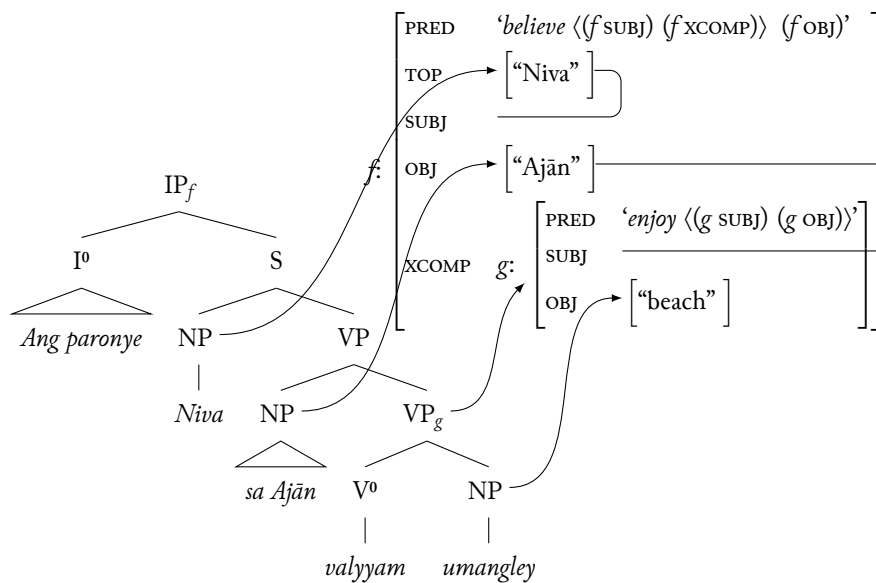 PRED ‘believe ⟨(f SUBJ) (f XCOMP)⟩ (f OBJ)’
TOP [“Niva”]
SUBJ
f: OBJ [“Ajān”]
IP_f
PRED ‘enjoy ⟨(g SUBJ) (g OBJ)⟩’
I⁰ S
XCOMP g: SUBJ
OBJ [“beach”]
Ang paronye NP VP
Niva NP VP_g
sa Ajān V⁰ NP
valyyam umangley